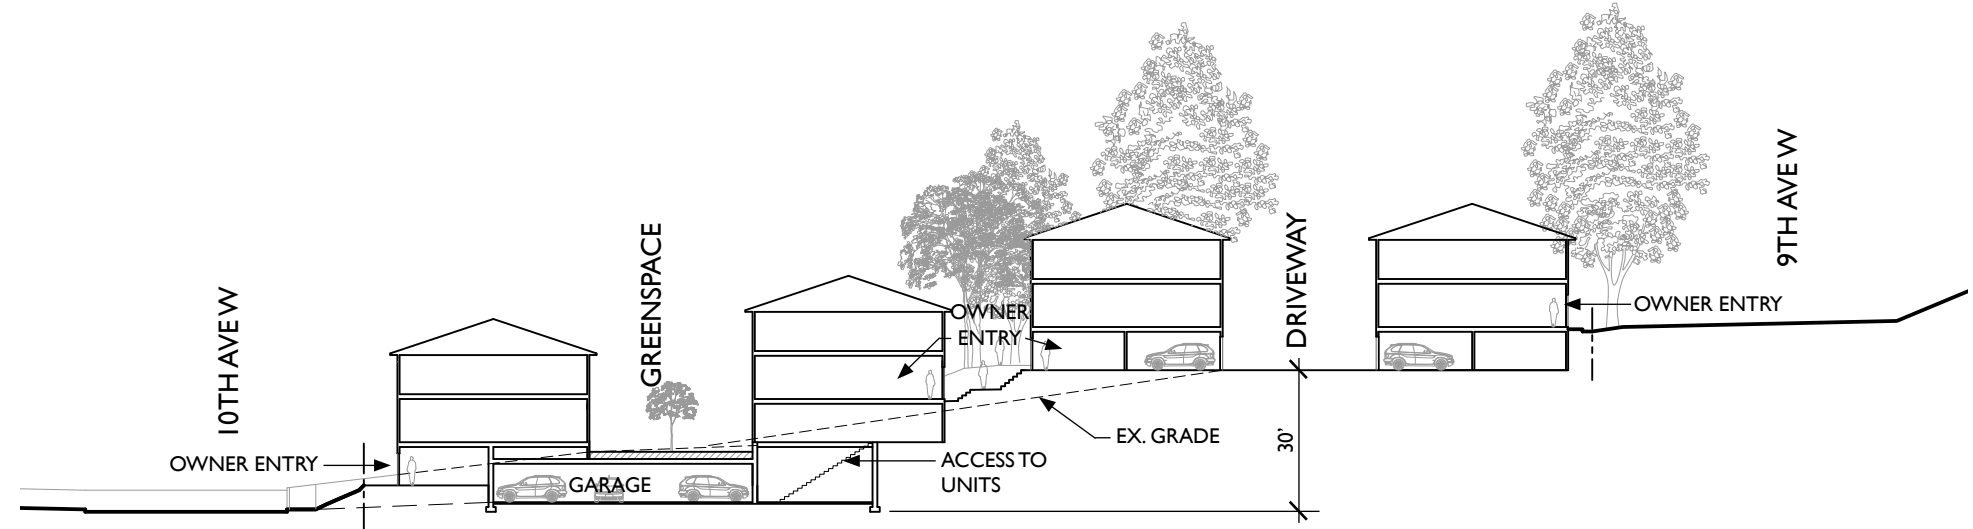 10TH AVE W
OWNER ENTRY
GREENSPACE
GARAGE
ACCESS TO
UNITS
OWNER
ENTRY
EX. GRADE
30'
DRIVEWAY
OWNER ENTRY
9TH AVE W